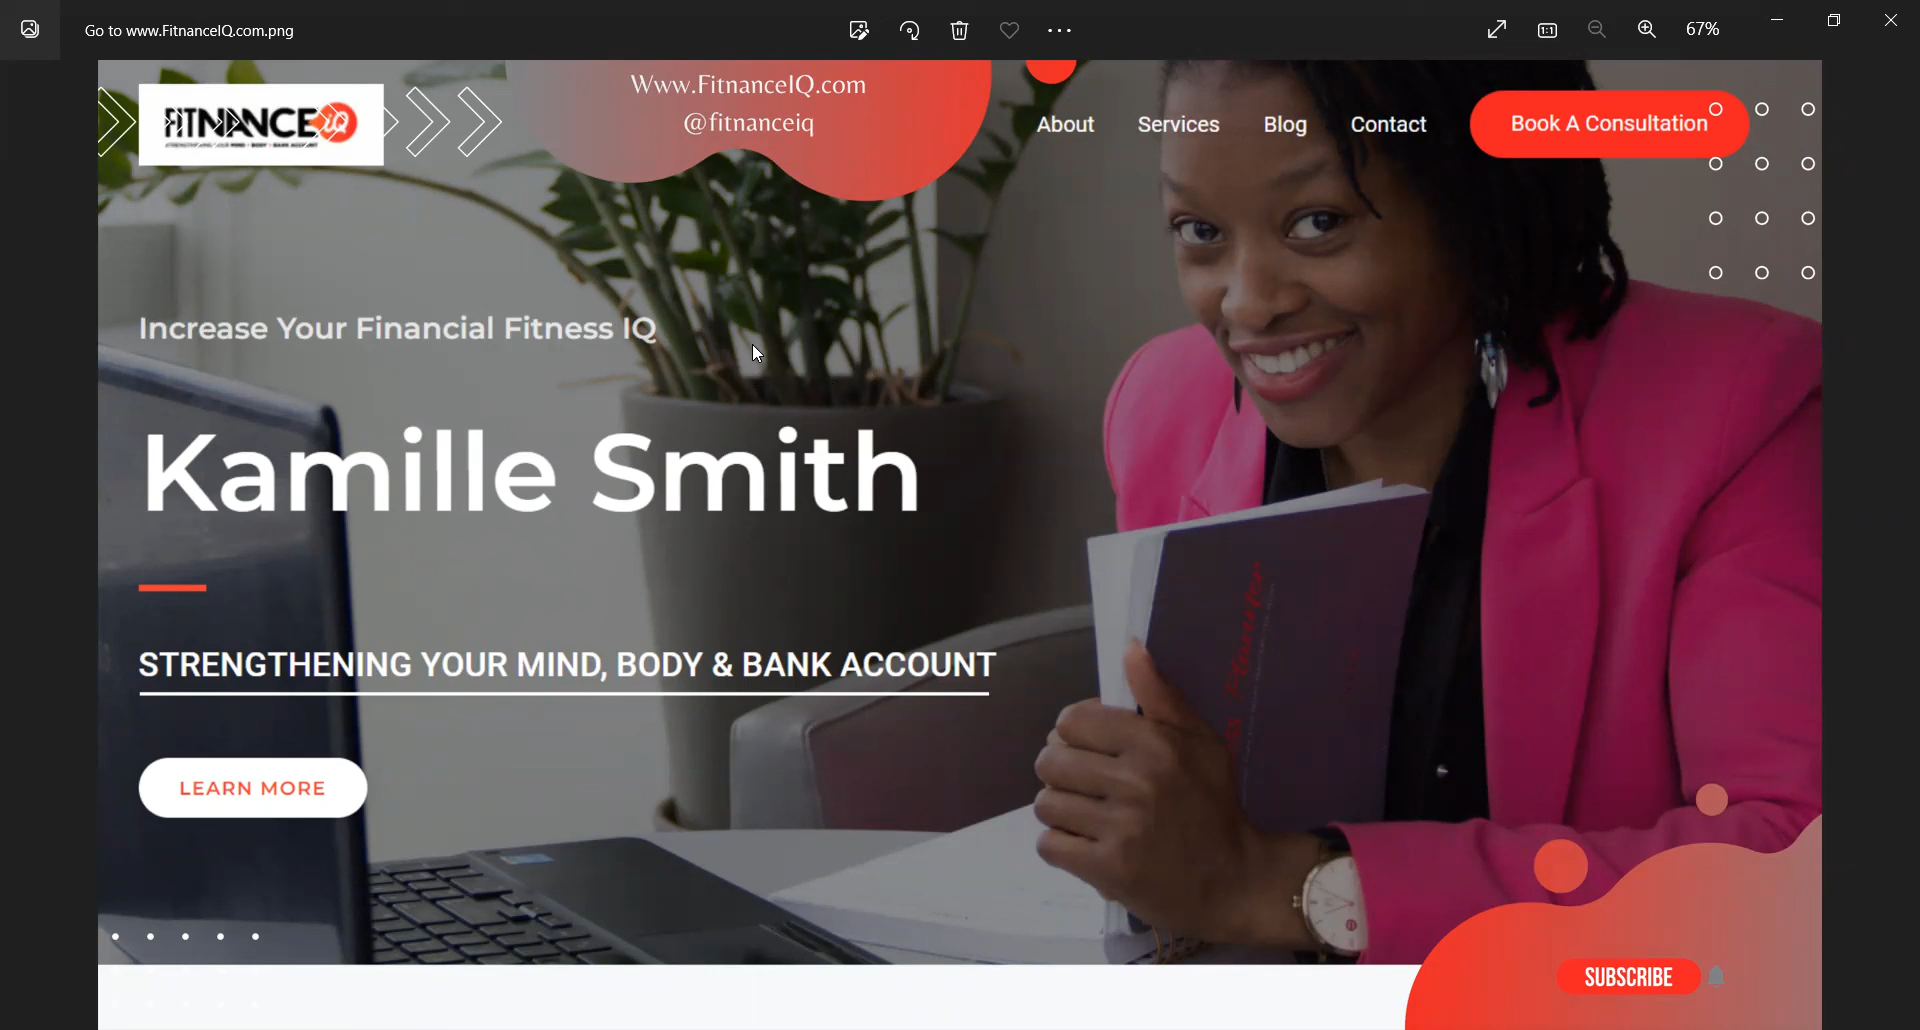 Go to www.FitnanceIQ.com.png
67%
Www.FitnanceIQ.com
@fitnanceiq
FITNANCE iQ
About
Services
Blog
Contact
Book A Consultation
Increase Your Financial Fitness IQ
Kamille Smith
STRENGTHENING YOUR MIND, BODY & BANK ACCOUNT
LEARN MORE
SUBSCRIBE